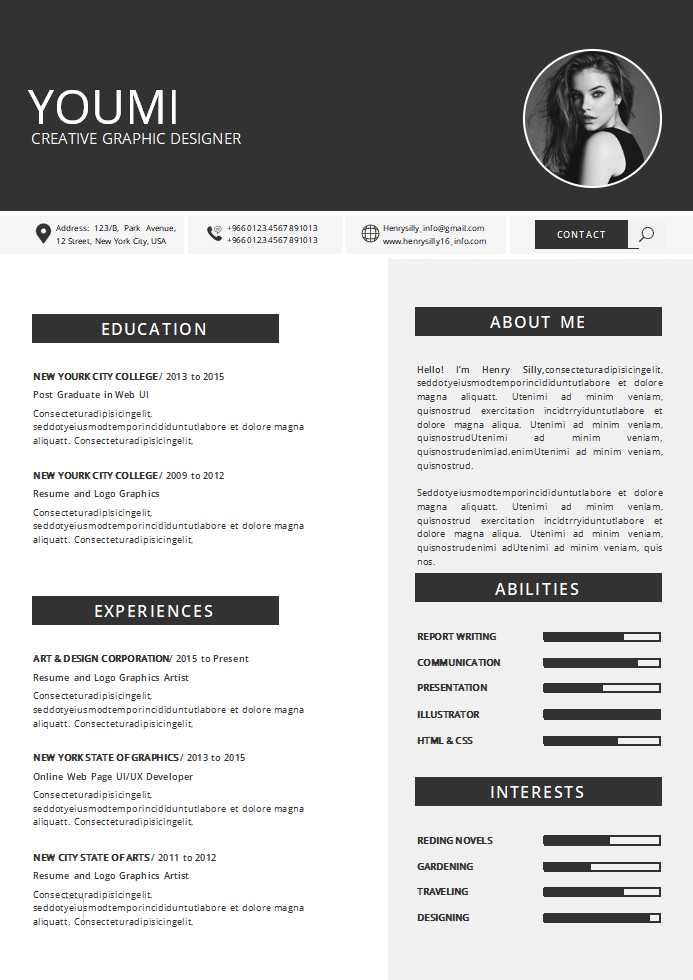 YOUMI
CREATIVE GRAPHIC DESIGNER
Address: 123/B, Park Avenue,
12 Street, New York City, USA
+966 0123 4567 891013
+966 0123 4567 891013
Henrysilly_info@gmail.com
www.henrysilly16_info.com
CONTACT
EDUCATION
NEW YOURK CITY COLLEGE/ 2013 to 2015
Post Graduate in Web UI
Consecteturadipisicingelit,
seddotyeiusmodtemporincididuntutlabore et dolore magna
aliquatt. Consecteturadipisicingelit,
NEW YOURK CITY COLLEGE/ 2009 to 2012
Resume and Logo Graphics
Consecteturadipisicingelit,
seddotyeiusmodtemporincididuntutlabore et dolore magna
aliquatt. Consecteturadipisicingelit,
EXPERIENCES
ART & DESIGN CORPORATION/ 2015 to Present
Resume and Logo Graphics Artist
Consecteturadipisicingelit,
seddotyeiusmodtemporincididuntutlabore et dolore magna
aliquatt. Consecteturadipisicingelit,
NEW YORK STATE OF GRAPHICS/ 2013 to 2015
Online Web Page UI/UX Developer
Consecteturadipisicingelit,
seddotyeiusmodtemporincididuntutlabore et dolore magna
aliquatt. Consecteturadipisicingelit,
NEW CITY STATE OF ARTS/ 2011 to 2012
Resume and Logo Graphics Artist
Consecteturadipisicingelit,
seddotyeiusmodtemporincididuntutlabore et dolore magna
aliquatt. Consecteturadipisicingelit,
ABOUT ME
Hello! I'm Henry Silly,consecteturadipisicingelit,
seddotyeiusmodtemporincididuntutlabore et dolore
magna aliquatt. Utenimi ad minim veniam,
quisnostrud exercitation incidtrryiduntutlabore et
dolore magna aliqua. Utenimi ad minim veniam,
quisnostrudUtenimi ad minim veniam,
quisnostrudenimiad.enimUtenimi ad minim veniam,
quisnostrud.
Seddotyeiusmodtemporincididuntutlabore et dolore
magna aliquatt. Utenimi ad minim veniam,
quisnostrud exercitation incidtrryiduntutlabore et
dolore magna aliqua. Utenimi ad minim veniam,
quisnostrudenimi adUtenimi ad minim veniam, quis
nos.
ABILITIES
REPORT WRITING
COMMUNICATION
PRESENTATION
ILLUSTRATOR
HTML & CSS
INTERESTS
REDING NOVELS
GARDENING
TRAVELING
DESIGNING